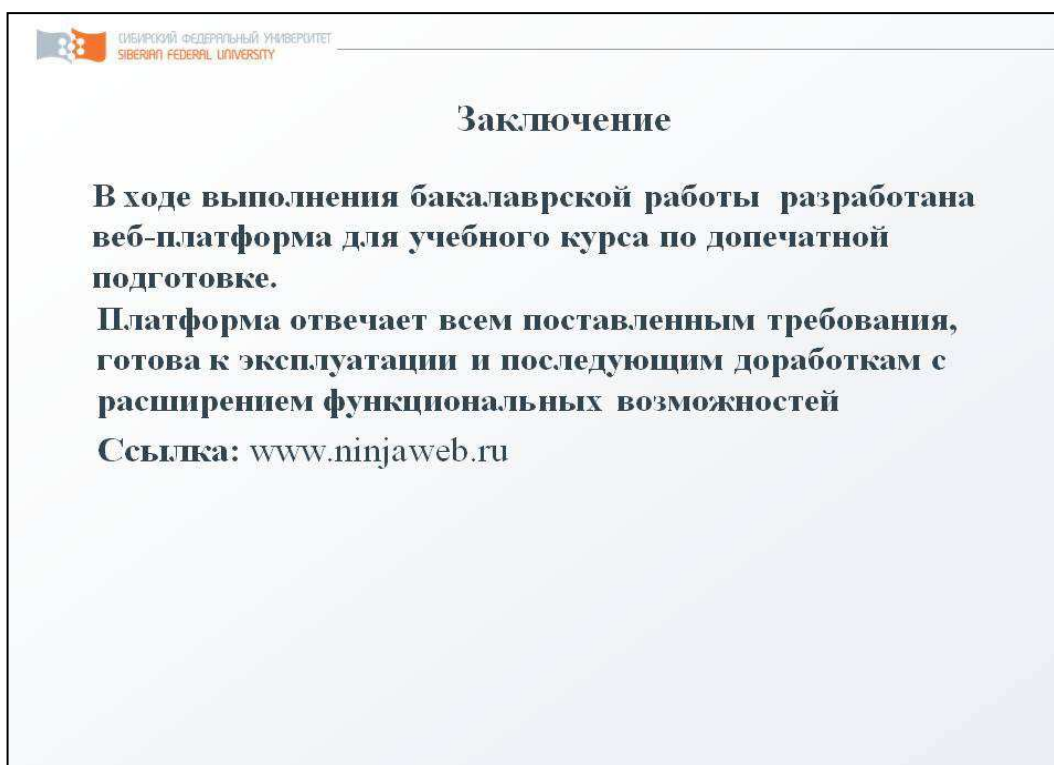 СИБИРСКИЙ ФЕДЕРАЛЬНЫЙ УНИВЕРСИТЕТ
SIBERIAN FEDERAL UNIVERSITY
Заключение
В ходе выполнения бакалаврской работы разработана
веб-платформа для учебного курса по допечатной
подготовке.
Платформа отвечает всем поставленным требования,
готова к эксплуатации и последующим доработкам с
расширением функциональных возможностей
Ссылка: www.ninjaweb.ru